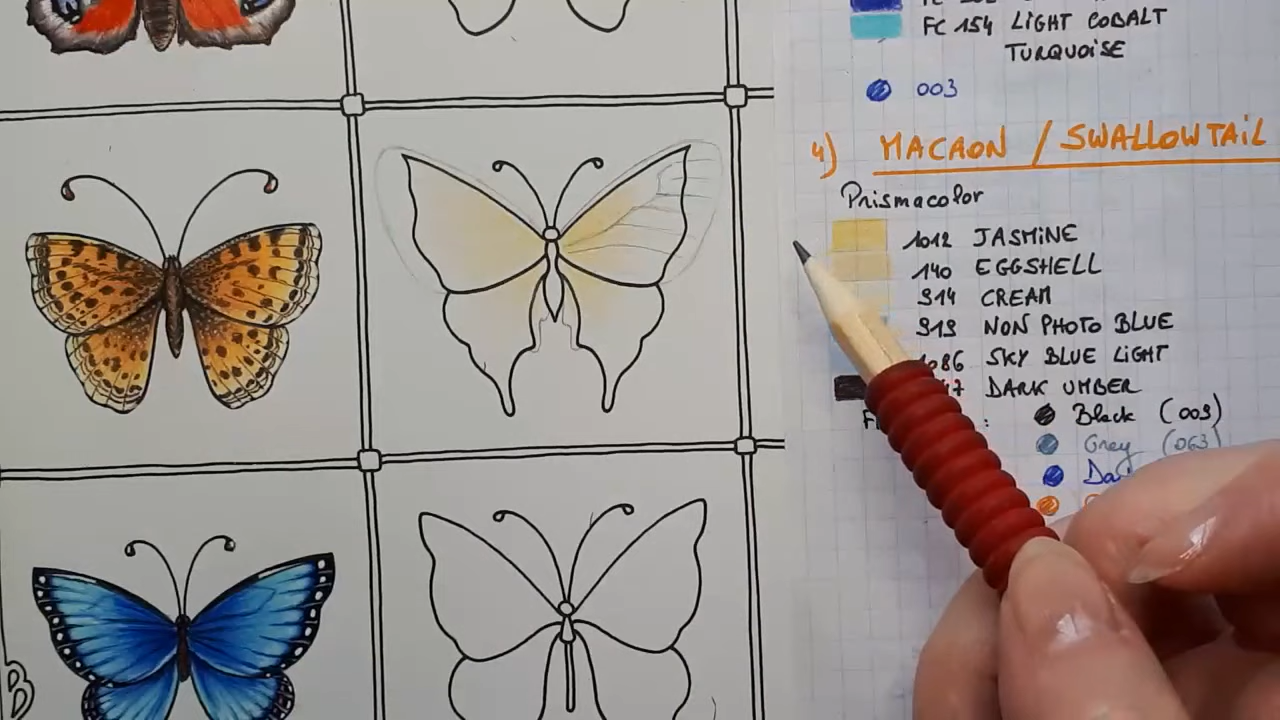 FC 154 LIGHT COBALT
TURQUOISE
003
4) MACAON / SWALLOWTAIL
Prismacolor
1012 JASMINE
140 EGGSHELL
914 CREAM
919 NON PHOTO BLUE
1086 SKY BLUE LIGHT
DARK UMBER
Black (003)
Grey (063)